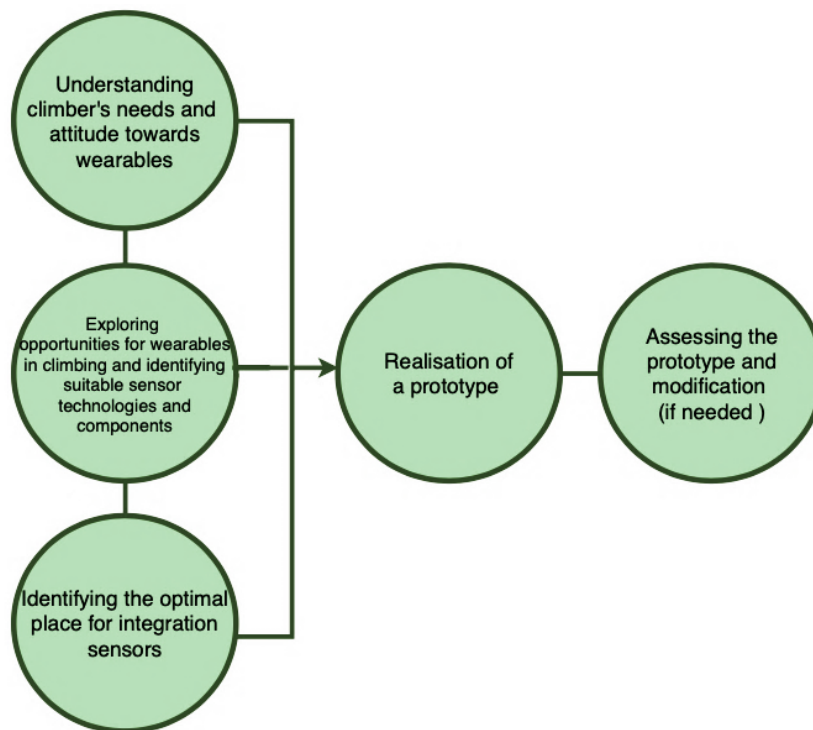 Understanding
climber's needs and
attitude towards
wearables
Exploring
opportunities for wearables
in climbing and identifying
suitable sensor
technologies and
components
Identifying the optimal
place for integration
sensors
Realisation of
a prototype
Assessing the
prototype and
modification
(if needed )